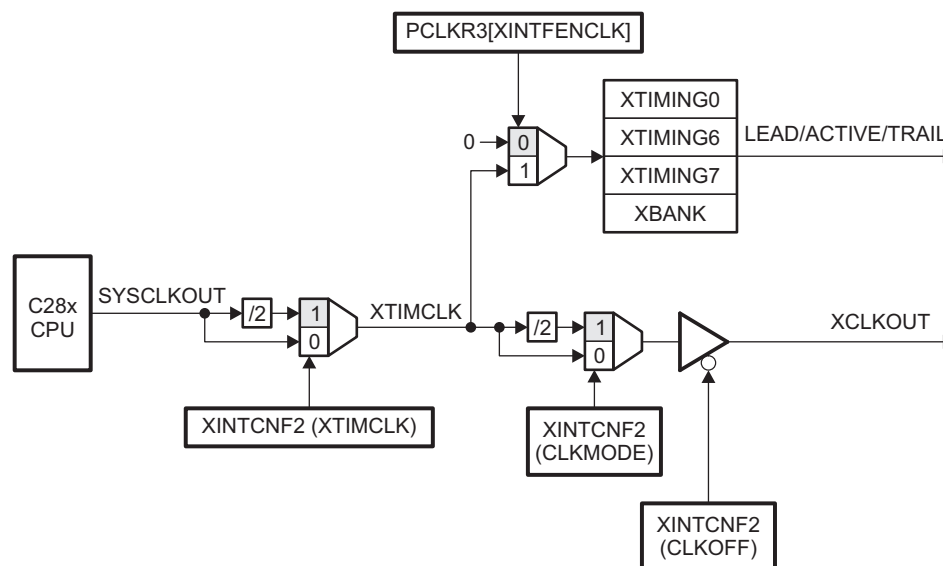 PCLKR3[XINTFENCLK]
0
0
1
XTIMING0
XTIMING6
XTIMING7
XBANK
LEAD/ACTIVE/TRAIL
C28x
CPU
SYSCLKOUT
/2
1
0
XTIMCLK
/2
1
0
XCLKOUT
XINTCNF2 (XTIMCLK)
XINTCNF2
(CLKMODE)
XINTCNF2
(CLKOFF)